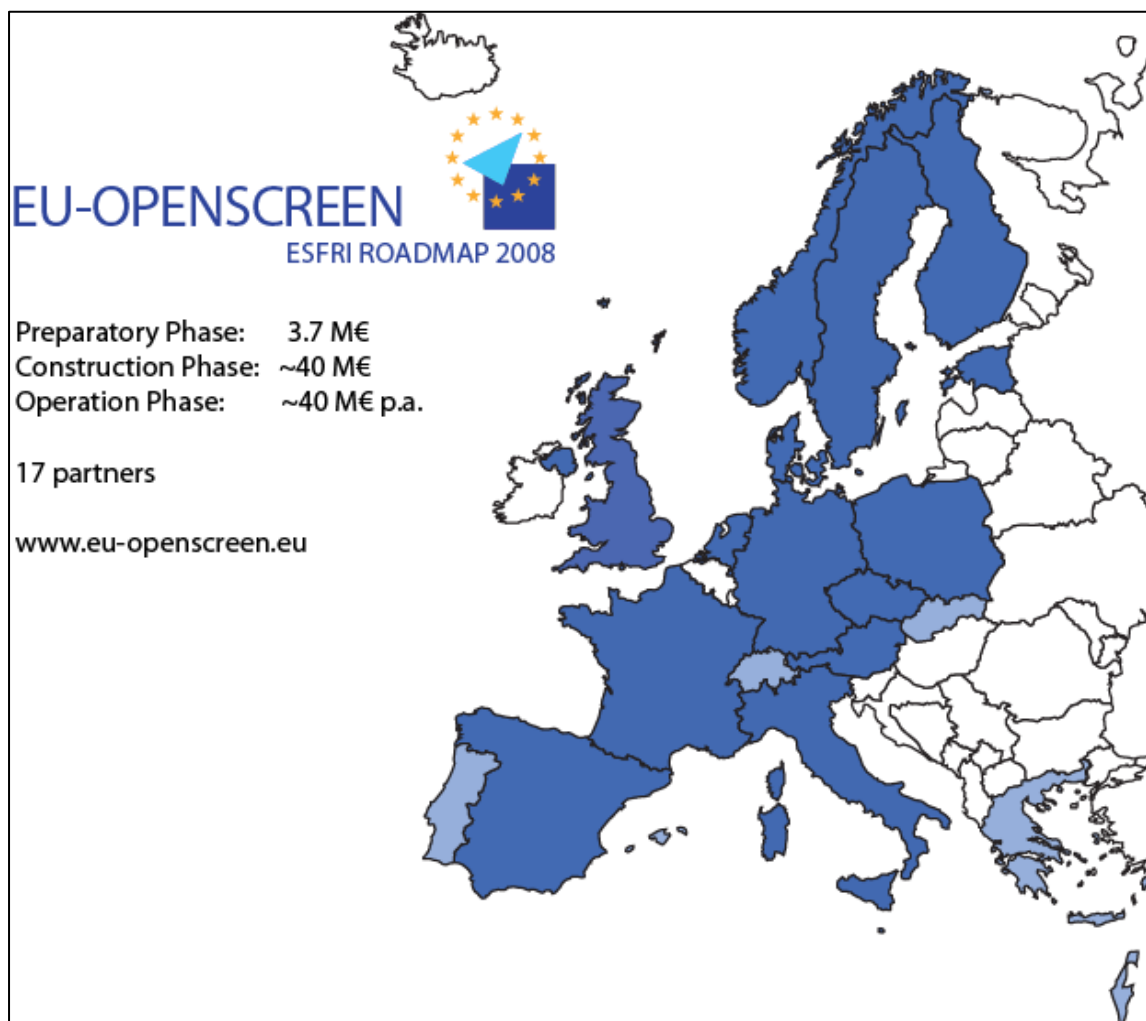 EU-OPENSCREEN
ESFRI ROADMAP 2008
Preparatory Phase: 3.7 M€
Construction Phase: ~40 M€
Operation Phase: ~40 M€ p.a.
17 partners
www.eu-openscreen.eu